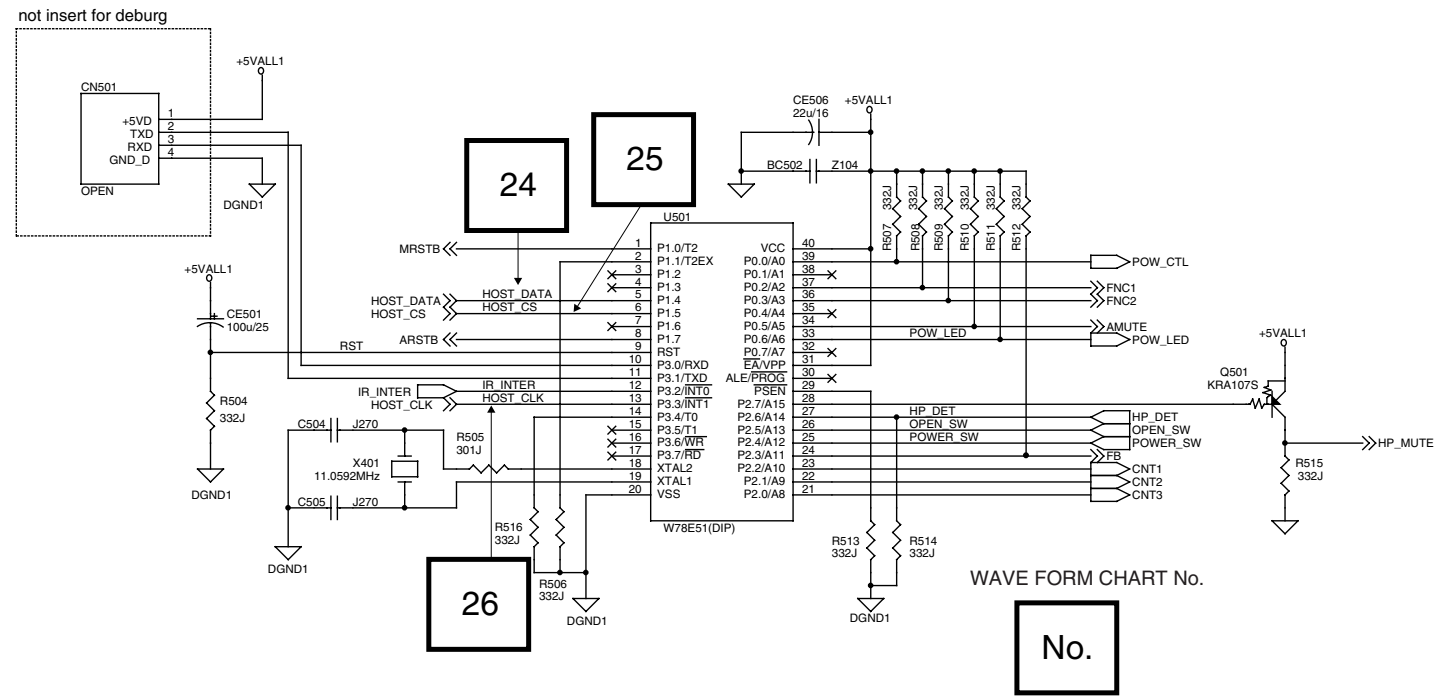 not insert for deburg
+5VALL1
CN501
+5VD 1
TXD 2
RXD 3
GND_D 4
OPEN
DGND1
24
25
CE506
22u/16
+5VALL1
BC502 Z104
R507 332J
R508 332J
R509 332J
R510 332J
R511 332J
R512 332J
U501
MRSTB 1 P1.0/T2
2 P1.1/T2EX
3 P1.2
4 P1.3
HOST_DATA HOST_DATA 5 P1.4
HOST_CS HOST_CS 6 P1.5
7 P1.6
ARSTB 8 P1.7
RST 9 RST
10 P3.0/RXD
11 P3.1/TXD
IR_INTER IR_INTER 12 P3.2/INT0
HOST_CLK HOST_CLK 13 P3.3/INT1
14 P3.4/T0
15 P3.5/T1
16 P3.6/WR
17 P3.7/RD
18 XTAL2
19 XTAL1
20 VSS
VCC 40
P0.0/A0 39 POW_CTL
P0.1/A1 38
P0.2/A2 37 FNC1
P0.3/A3 36 FNC2
P0.4/A4 35
P0.5/A5 34 AMUTE
P0.6/A6 33 POW_LED POW_LED
P0.7/A7 32
EA/VPP 31
ALE/PROG 30
PSEN 29
P2.7/A15 28
P2.6/A14 27 HP_DET HP_DET
P2.5/A13 26 OPEN_SW OPEN_SW
P2.4/A12 25 POWER_SW POWER_SW
P2.3/A11 24 FB
P2.2/A10 23 CNT1
P2.1/A9 22 CNT2
P2.0/A8 21 CNT3
W78E51(DIP)
+5VALL1
CE501
100u/25
R504
332J
DGND1
C504 J270
X401
11.0592MHz
R505
301J
C505 J270
DGND1
R516
332J
R506
332J
DGND1
26
R513
332J
R514
332J
DGND1
+5VALL1
Q501
KRA107S
HP_MUTE
R515
332J
WAVE FORM CHART No.
No.